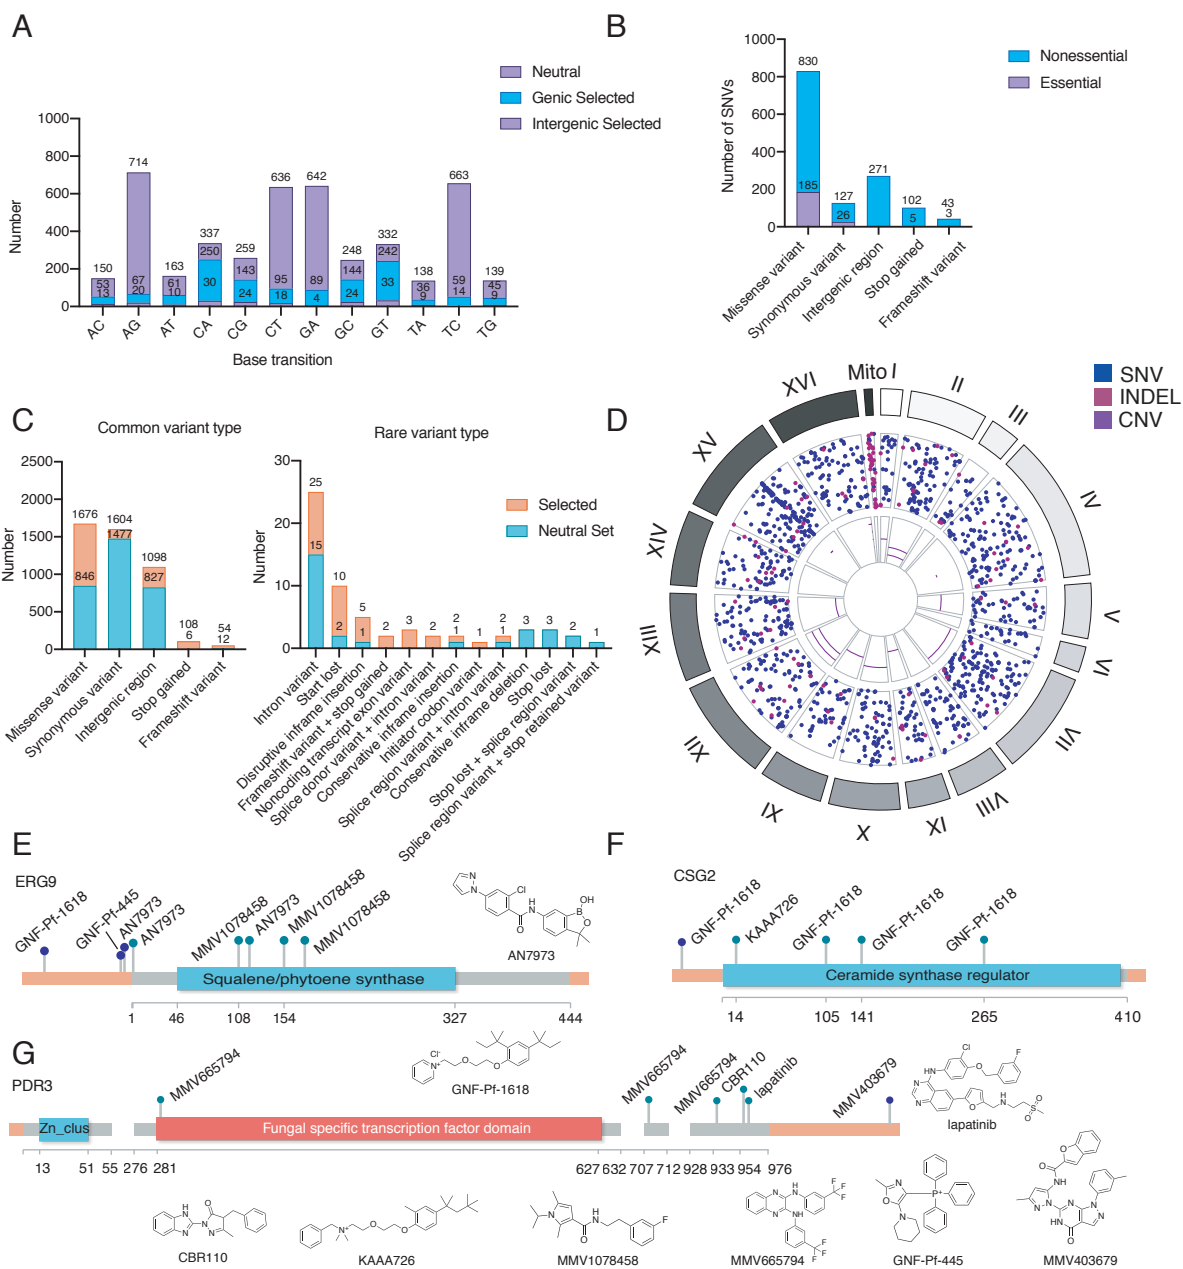 A
Neutral
Genic Selected
Intergenic Selected
Number
1000
800
600
400
200
0
150
53
13
714
67
20
163
61
10
337
250
30
259
143
24
636
95
18
642
89
4
248
144
24
332
242
33
138
36
9
663
59
14
139
45
9
AC AG AT CA CG CT GA GC GT TA TC TG
Base transition
B
Nonessential
Essential
Number of SNVs
1000
800
600
400
200
0
830
185
127
26
271
102
5
43
3
Missense variant
Synonymous variant
Intergenic region
Stop gained
Frameshift variant
C
Common variant type
Number
2500
2000
1500
1000
500
0
1676
846
1604
1477
1098
827
108
6
54
12
Missense variant
Synonymous variant
Intergenic region
Stop gained
Frameshift variant
Rare variant type
Selected
Neutral Set
Number
30
20
10
0
25
15
10
2
5
1
2
3
2
2
1
1
2
1
3
3
2
1
Intron variant
Start lost
Disruptive inframe insertion
Frameshift variant + stop gained
Noncoding transcript exon variant
Splice donor variant + intron variant
Conservative inframe insertion
Initiator codon variant
Splice region variant + intron variant
Conservative inframe deletion
Stop lost
Stop lost + splice region variant
Splice region variant + stop retained variant
D
SNV
INDEL
CNV
Mito
I
II
III
IV
V
VI
VII
VIII
IX
X
XI
XII
XIII
XIV
XV
XVI
E
ERG9
GNF-Pf-1618
GNF-Pf-445
AN7973
AN7973
MMV1078458
AN7973
MMV1078458
MMV1078458
Squalene/phytoene synthase
1 46 108 154 327 444
N
N
Cl
O
H
N
OH
B
O
AN7973
F
CSG2
GNF-Pf-1618
KAAA726
GNF-Pf-1618
GNF-Pf-1618
GNF-Pf-1618
Ceramide synthase regulator
14 105 141 265 410
G
PDR3
MMV665794
MMV665794
MMV665794
CBR110
lapatinib
MMV403679
Zn_clus
Fungal specific transcription factor domain
13 51 55 276 281 627 632 707 712 928 933 954 976
Cl-
N+
O
O
GNF-Pf-1618
Cl
F
O
HN
N
N
O
H
N
S
O
O
lapatinib
H
N
N
O
N
N
CBR110
N+
O
O
KAAA726
N
O
H
N
F
MMV1078458
N
N
H
N
F
F
F
HN
F
F
F
MMV665794
N
O
N
P+
GNF-Pf-445
O
O
NH
N
N
N
N
N
N
HN
O
MMV403679